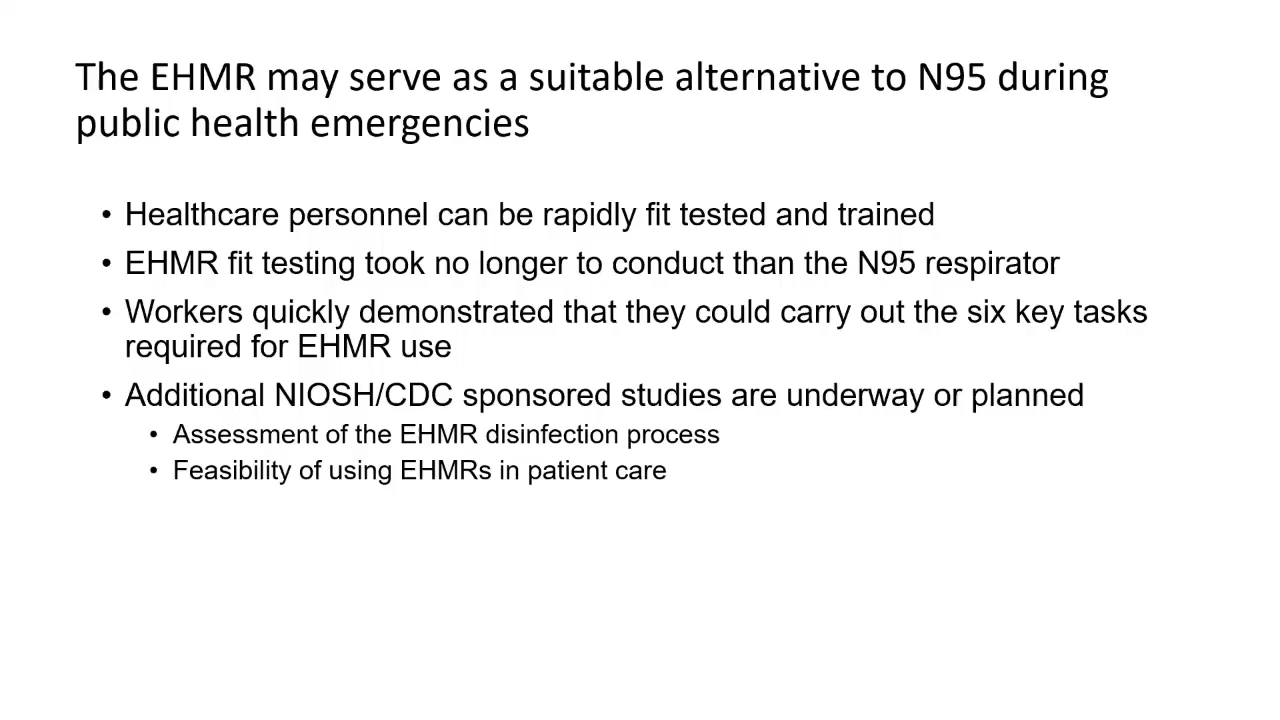 The EHMR may serve as a suitable alternative to N95 during
public health emergencies
• Healthcare personnel can be rapidly fit tested and trained
• EHMR fit testing took no longer to conduct than the N95 respirator
• Workers quickly demonstrated that they could carry out the six key tasks
required for EHMR use
• Additional NIOSH/CDC sponsored studies are underway or planned
• Assessment of the EHMR disinfection process
• Feasibility of using EHMRs in patient care